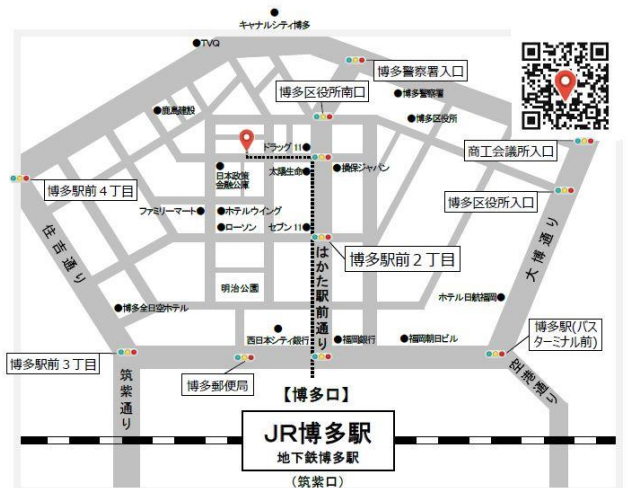 キャナルシティ博多
TVQ
博多警察署入口
博多区役所南口
博多警察署
鹿島建設
博多区役所
商工会議所入口
ドラッグ11
損保ジャパン
日本政策
金融公庫
太陽生命
博多駅前4丁目
博多区役所入口
ファミリーマート
ホテルウイング
ローソン
セブン11
博多駅前2丁目
住吉通り
はかた駅前通り
大博通り
明治公園
ホテル日航福岡
博多全日空ホテル
西日本シティ銀行
福岡銀行
福岡朝日ビル
博多駅(バス
ターミナル前)
博多駅前3丁目
博多郵便局
筑紫通り
空港通り
【博多口】
JR博多駅
地下鉄博多駅
(筑紫口)